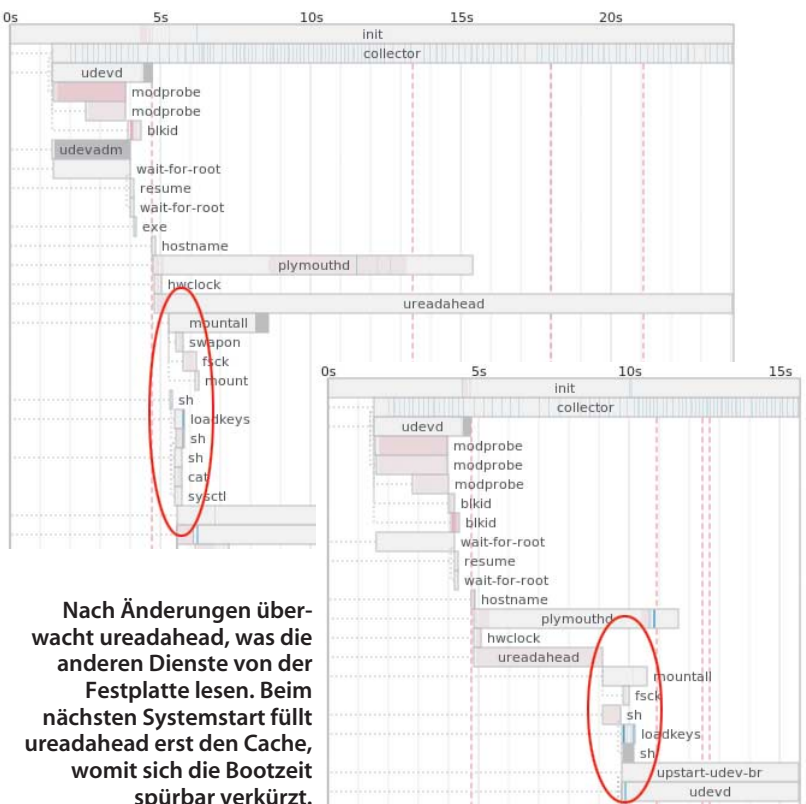 0s 5s 10s 15s 20s
init
collector
udevd
modprobe
modprobe
blkid
udevadm
wait-for-root
resume
wait-for-root
exe
hostname
plymouthd
hwclock
ureadahead
mountall
swapon
fsck
mount
sh
loadkeys
sh
sh
cat
sysctl
0s 5s 10s 15s
init
collector
udevd
modprobe
modprobe
modprobe
blkid
blkid
wait-for-root
resume
wait-for-root
hostname
plymouthd
hwclock
ureadahead
mountall
fsck
sh
loadkeys
sh
upstart-udev-br
udevd
Nach Änderungen über-
wacht ureadahead, was die
anderen Dienste von der
Festplatte lesen. Beim
nächsten Systemstart füllt
ureadahead erst den Cache,
womit sich die Bootzeit
spürbar verkürzt.